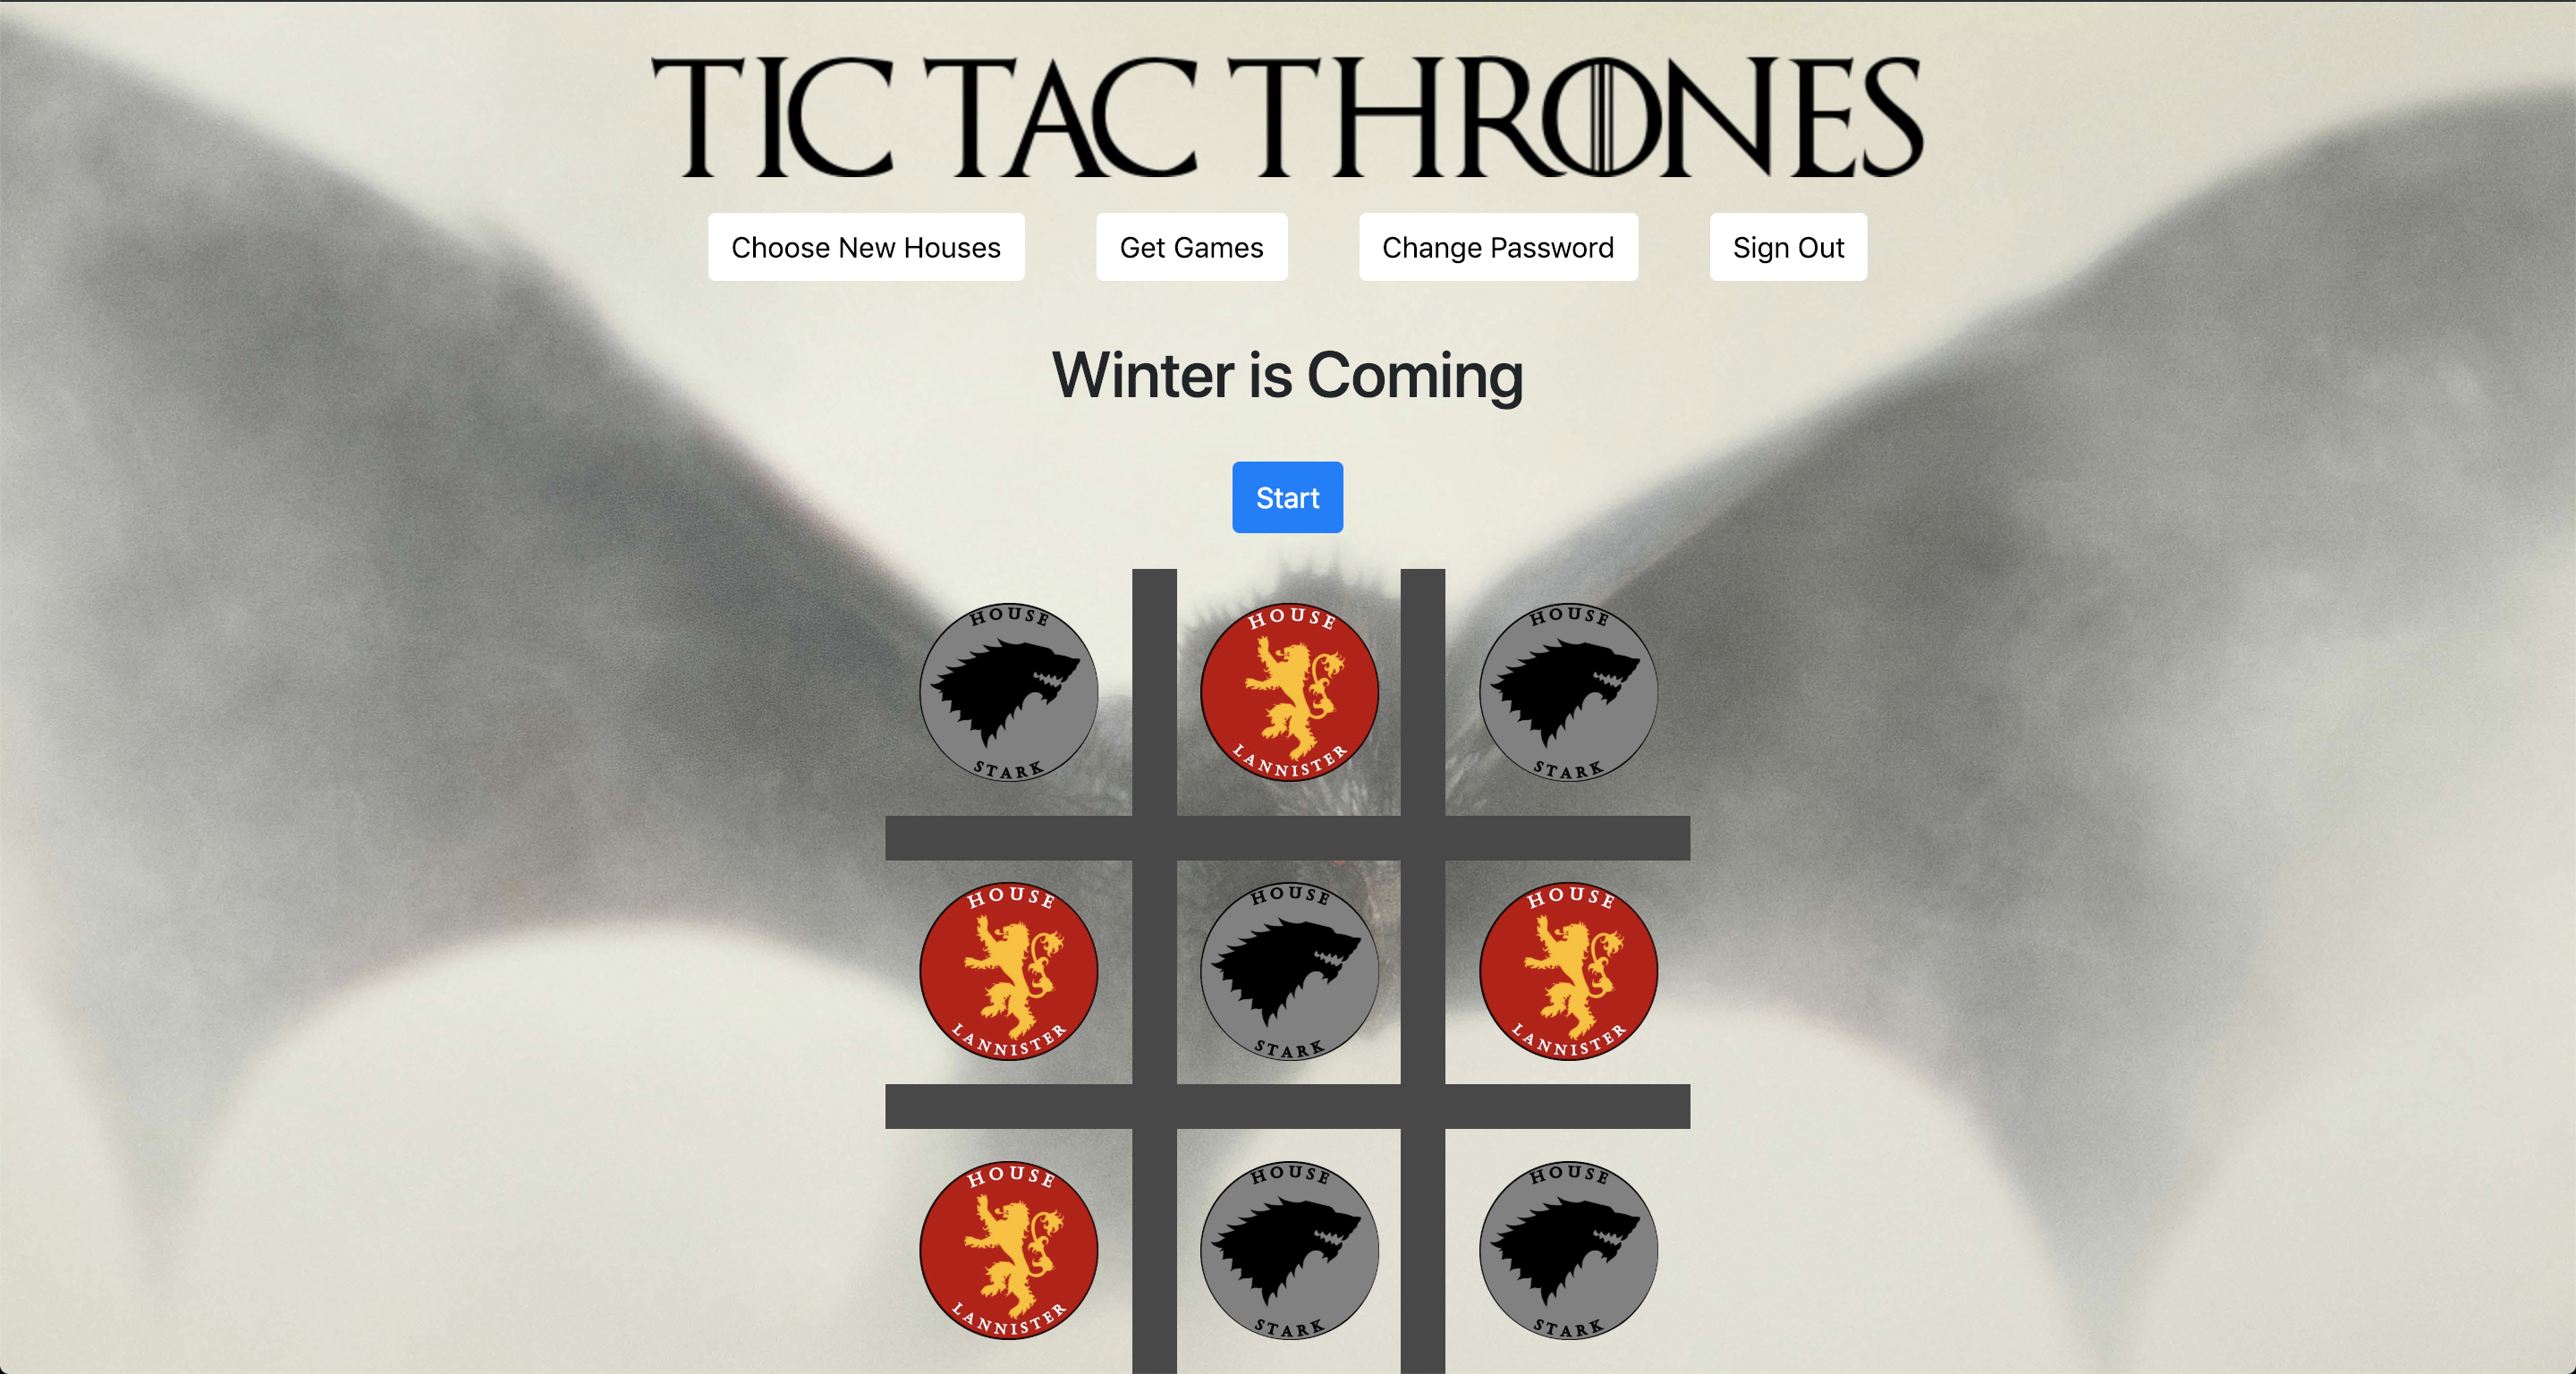 TIC TAC THRONES
Choose New Houses Get Games Change Password Sign Out
Winter is Coming
Start
HOUSE STARK
HOUSE LANNISTER
HOUSE STARK
HOUSE LANNISTER
HOUSE STARK
HOUSE LANNISTER
HOUSE LANNISTER
HOUSE STARK
HOUSE STARK